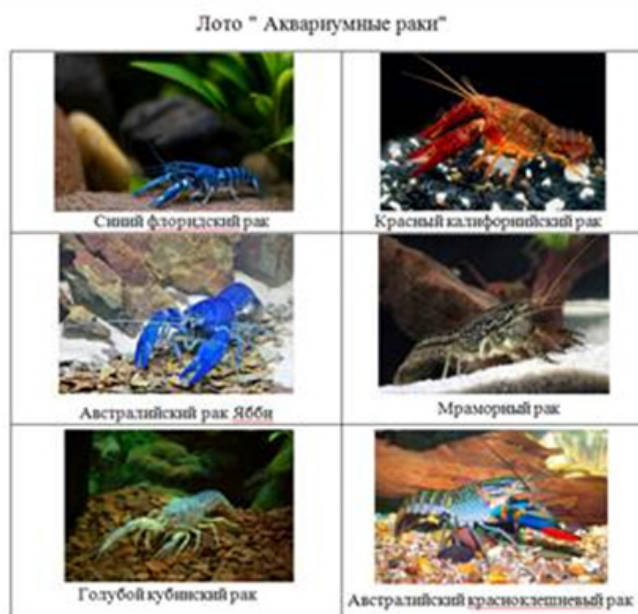 Лото " Аквариумные раки"
Синий флоридский рак
Красный калифорнийский рак
Австралийский рак Ябби
Мраморный рак
Голубой кубинский рак
Австралийский красноклешневый рак